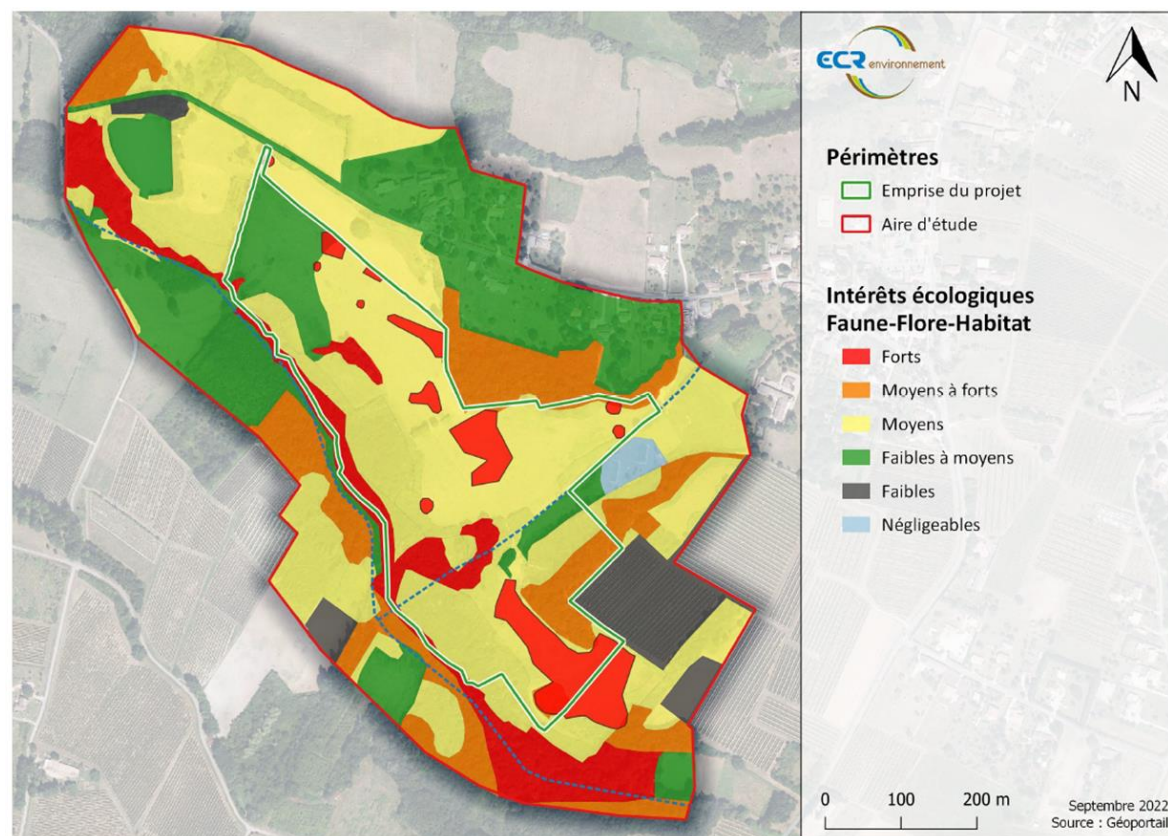 ECR environnement
N
Périmètres
Emprise du projet
Aire d'étude
Intérêts écologiques
Faune-Flore-Habitat
Forts
Moyens à forts
Moyens
Faibles à moyens
Faibles
Négligeables
0 100 200 m
Septembre 2022
Source : Géoportail